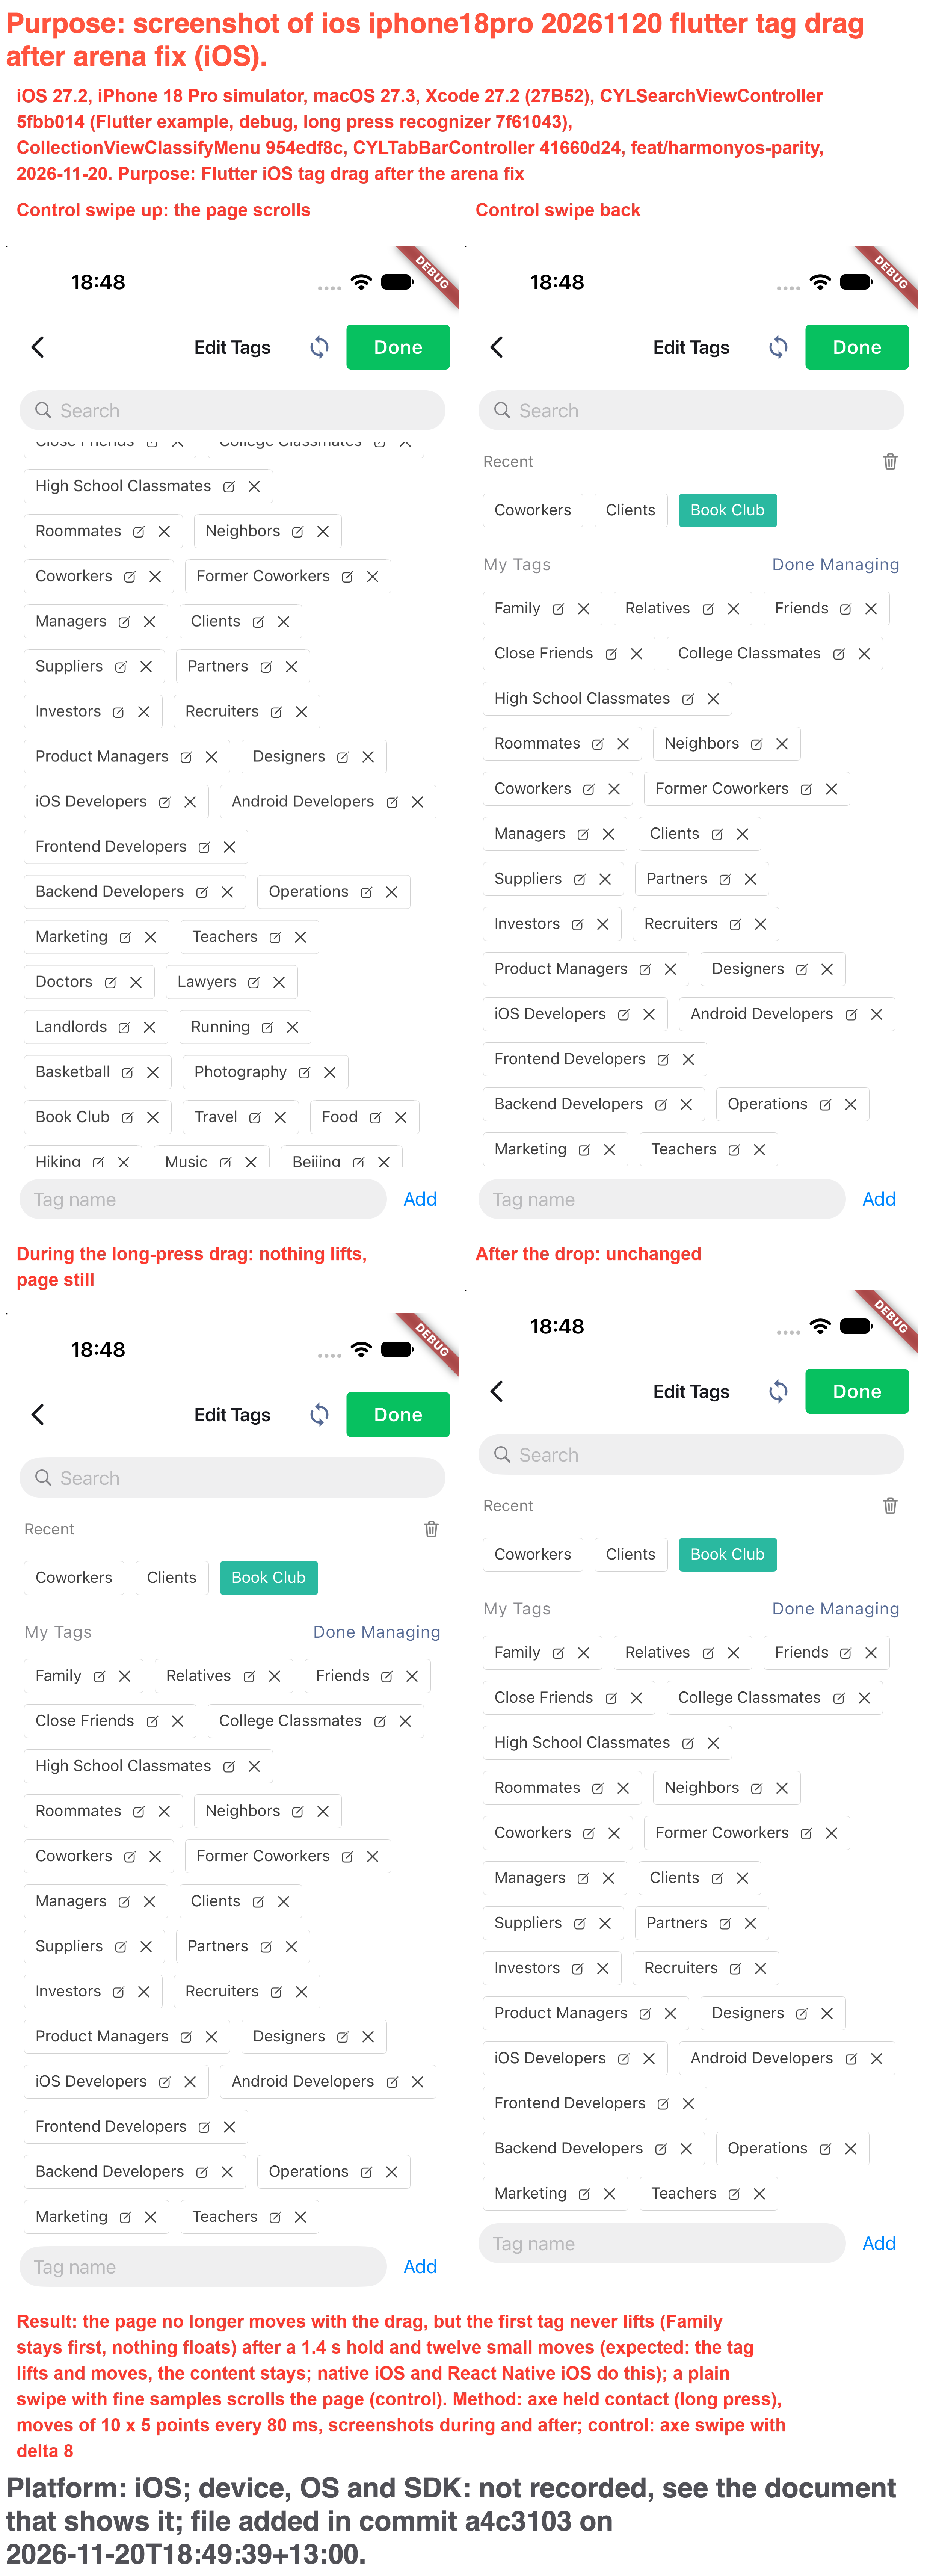 Purpose: screenshot of ios iphone18pro 20261120 flutter tag drag
after arena fix (iOS).
iOS 27.2, iPhone 18 Pro simulator, macOS 27.3, Xcode 27.2 (27B52), CYLSearchViewController
5fbb014 (Flutter example, debug, long press recognizer 7f61043),
CollectionViewClassifyMenu 954edf8c, CYLTabBarController 41660d24, feat/harmonyos-parity,
2026-11-20. Purpose: Flutter iOS tag drag after the arena fix
Control swipe up: the page scrolls
18:48
DEBUG
Edit Tags
Done
Search
Close Friends College Classmates
High School Classmates
Roommates Neighbors
Coworkers Former Coworkers
Managers Clients
Suppliers Partners
Investors Recruiters
Product Managers Designers
iOS Developers Android Developers
Frontend Developers
Backend Developers Operations
Marketing Teachers
Doctors Lawyers
Landlords Running
Basketball Photography
Book Club Travel Food
Hiking Music Beijing
Tag name Add
Control swipe back
18:48
DEBUG
Edit Tags
Done
Search
Recent
Coworkers Clients Book Club
My Tags Done Managing
Family Relatives Friends
Close Friends College Classmates
High School Classmates
Roommates Neighbors
Coworkers Former Coworkers
Managers Clients
Suppliers Partners
Investors Recruiters
Product Managers Designers
iOS Developers Android Developers
Frontend Developers
Backend Developers Operations
Marketing Teachers
Tag name Add
During the long-press drag: nothing lifts,
page still
18:48
DEBUG
Edit Tags
Done
Search
Recent
Coworkers Clients Book Club
My Tags Done Managing
Family Relatives Friends
Close Friends College Classmates
High School Classmates
Roommates Neighbors
Coworkers Former Coworkers
Managers Clients
Suppliers Partners
Investors Recruiters
Product Managers Designers
iOS Developers Android Developers
Frontend Developers
Backend Developers Operations
Marketing Teachers
Tag name Add
After the drop: unchanged
18:48
DEBUG
Edit Tags
Done
Search
Recent
Coworkers Clients Book Club
My Tags Done Managing
Family Relatives Friends
Close Friends College Classmates
High School Classmates
Roommates Neighbors
Coworkers Former Coworkers
Managers Clients
Suppliers Partners
Investors Recruiters
Product Managers Designers
iOS Developers Android Developers
Frontend Developers
Backend Developers Operations
Marketing Teachers
Tag name Add
Result: the page no longer moves with the drag, but the first tag never lifts (Family
stays first, nothing floats) after a 1.4 s hold and twelve small moves (expected: the tag
lifts and moves, the content stays; native iOS and React Native iOS do this); a plain
swipe with fine samples scrolls the page (control). Method: axe held contact (long press),
moves of 10 x 5 points every 80 ms, screenshots during and after; control: axe swipe with
delta 8
Platform: iOS; device, OS and SDK: not recorded, see the document
that shows it; file added in commit a4c3103 on
2026-11-20T18:49:39+13:00.